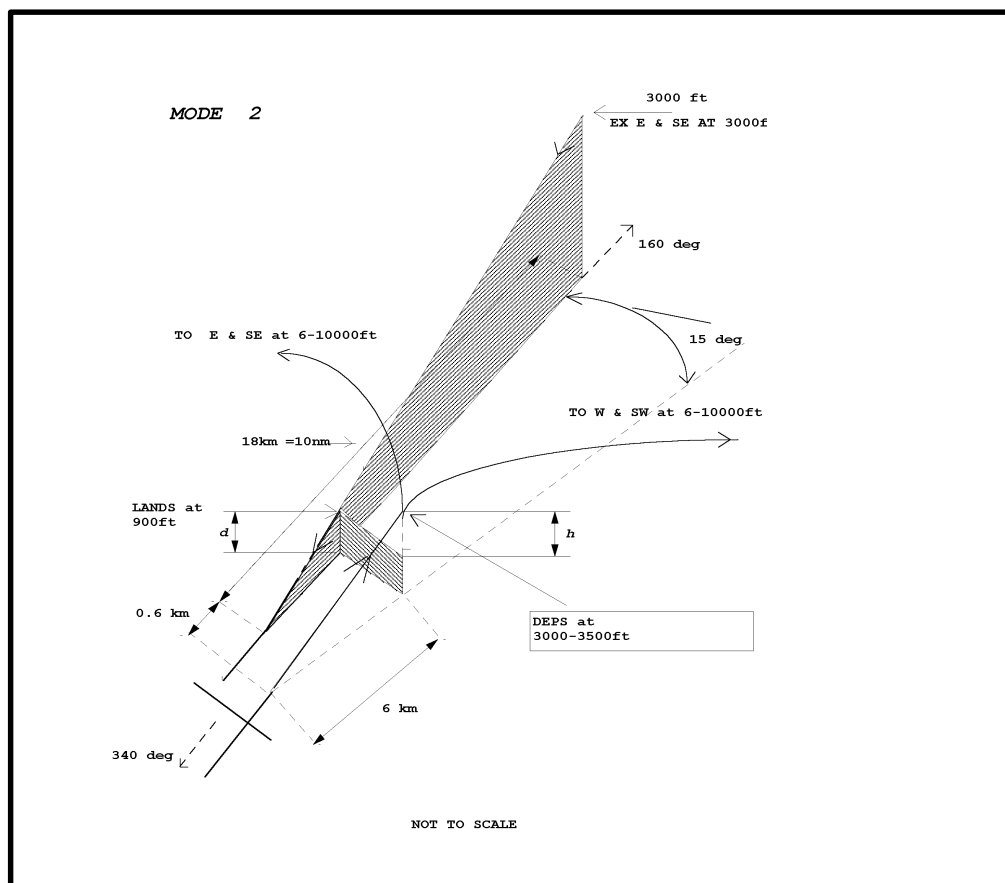 3000 ft
MODE 2
EX E & SE AT 3000f
160 deg
TO E & SE at 6-10000ft
15 deg
TO W & SW at 6-10000ft
18km =10nm
LANDS at
900ft
d
h
0.6 km
DEPS at
3000-3500ft
6 km
340 deg
NOT TO SCALE